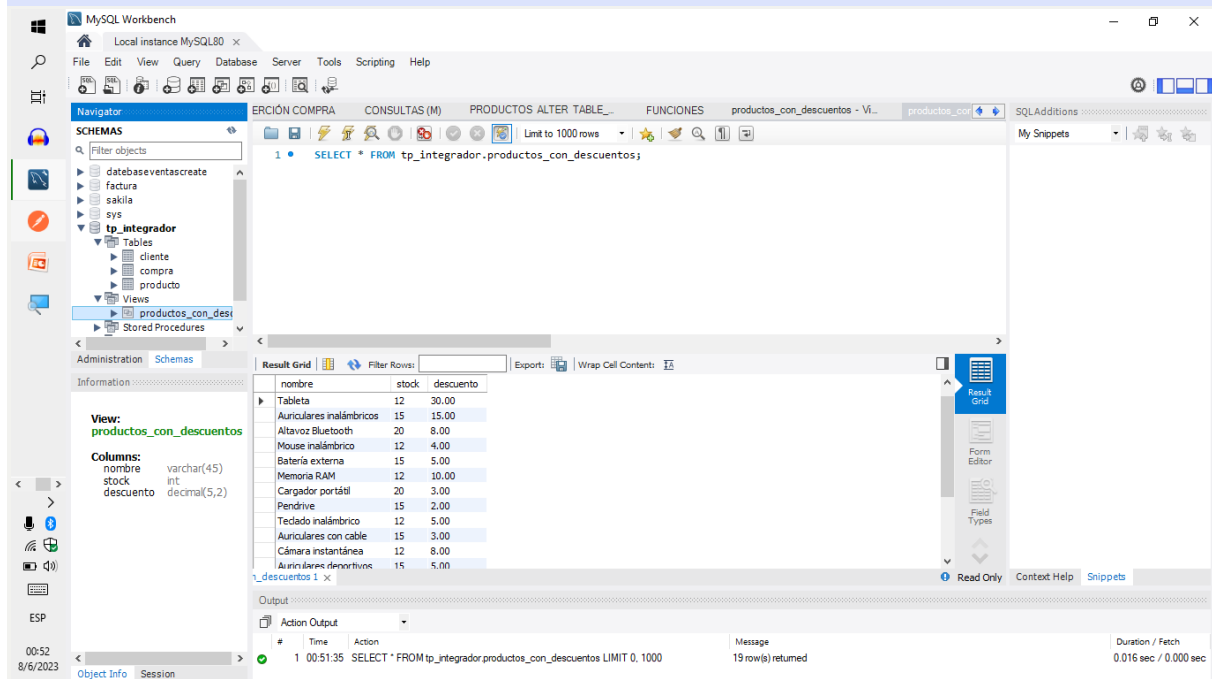 MySQL Workbench
Local instance MySQL80
File Edit View Query Database Server Tools Scripting Help
Navigator
SCHEMAS
Filter objects
datebaseventascreate
factura
sakila
sys
tp_integrador
Tables
cliente
compra
producto
Views
productos_con_desc
Stored Procedures
Administration Schemas
Information
View:
productos_con_descuentos
Columns:
nombre varchar(45)
stock int
descuento decimal(5,2)
Object Info Session
ERCIÓN COMPRA CONSULTAS (M) PRODUCTOS ALTER TABLE_... FUNCIONES productos_con_descuentos - Vi... productos_cor
Limit to 1000 rows
1 SELECT * FROM tp_integrador.productos_con_descuentos;
Result Grid Filter Rows: Export: Wrap Cell Content:
nombre stock descuento
Tableta 12 30.00
Auriculares inalámbricos 15 15.00
Altavoz Bluetooth 20 8.00
Mouse inalámbrico 12 4.00
Batería externa 15 5.00
Memoria RAM 12 10.00
Cargador portátil 20 3.00
Pendrive 15 2.00
Teclado inalámbrico 12 5.00
Auriculares con cable 15 3.00
Cámara instantánea 12 8.00
Auriculares deportivos 15 5.00
Result Grid
Form Editor
Field Types
n_descuentos 1
Read Only
SQLAdditions
My Snippets
Context Help Snippets
Output
Action Output
# Time Action Message Duration / Fetch
1 00:51:35 SELECT * FROM tp_integrador.productos_con_descuentos LIMIT 0, 1000 19 row(s) returned 0.016 sec / 0.000 sec
ESP
00:52
8/6/2023